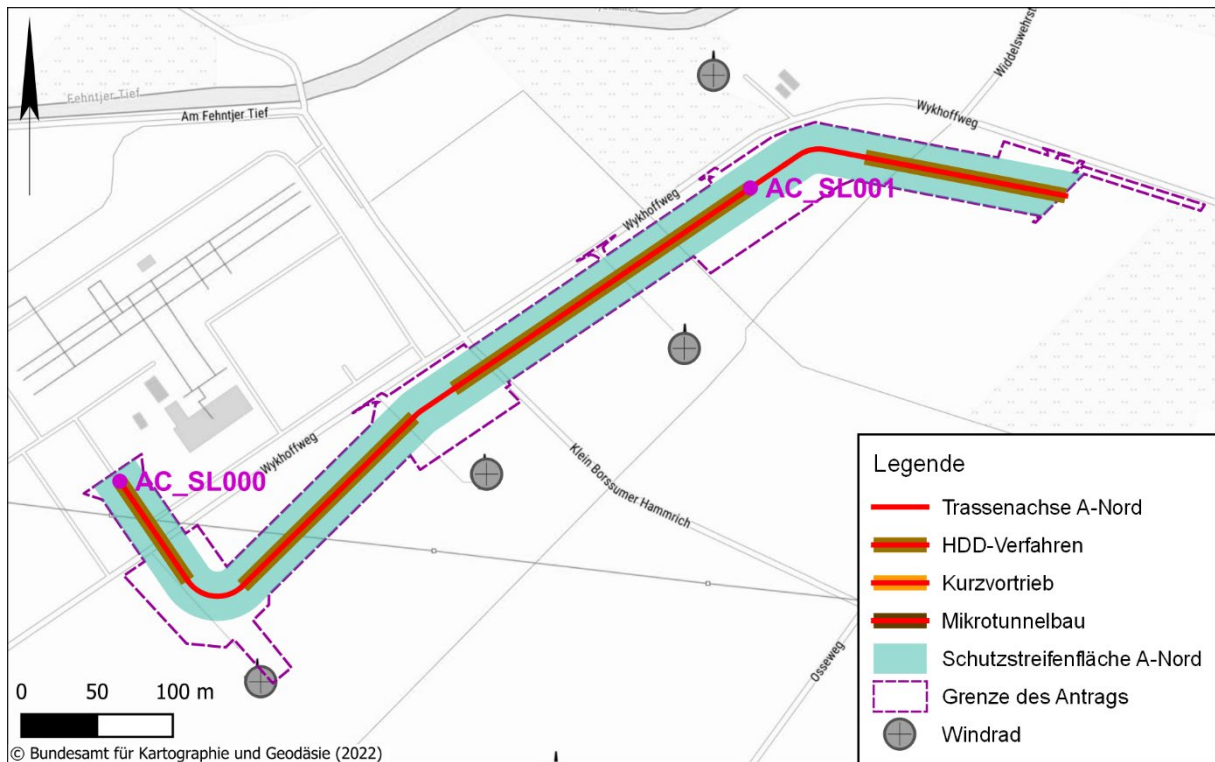 Fehntjer Tief
Am Fehntjer Tief
Widdelswehrst
Wykhoffweg
AC_SL001
Wykhoffweg
Wykhoffweg
AC_SL000
Klein Borssumer Hammrich
Osseweg
Legende
Trassenachse A-Nord
HDD-Verfahren
Kurzvortrieb
Mikrotunnelbau
Schutzstreifenfläche A-Nord
Grenze des Antrags
Windrad
0 50 100 m
© Bundesamt für Kartographie und Geodäsie (2022)